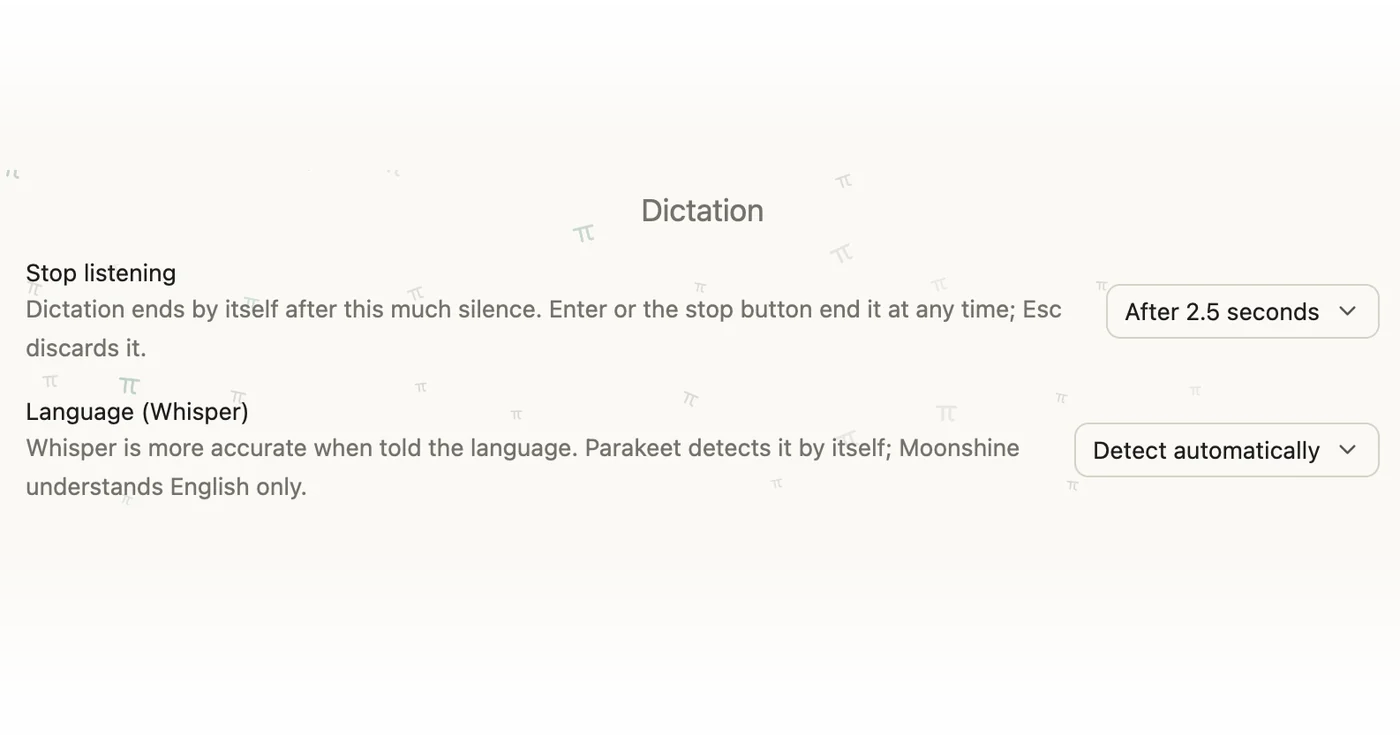 Dictation
Stop listening
Dictation ends by itself after this much silence. Enter or the stop button end it at any time; Esc
discards it.
After 2.5 seconds
Language (Whisper)
Whisper is more accurate when told the language. Parakeet detects it by itself; Moonshine
understands English only.
Detect automatically